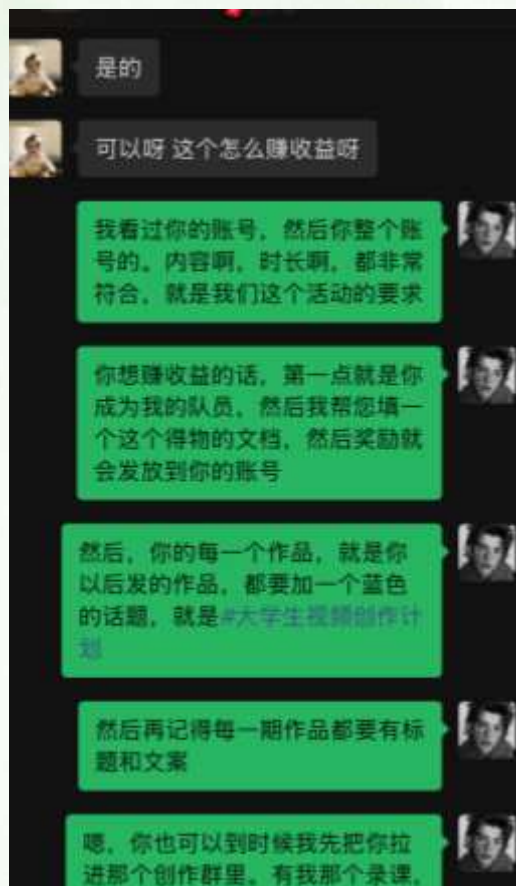 是的
可以呀 这个怎么赚收益呀
我看过你的账号，然后你整个账
号的。内容啊，时长啊，都非常
符合，就是我们这个活动的要求
你想赚收益的话，第一点就是你
成为我的队员，然后我帮您填一
个这个得物的文档，然后奖励就
会发放到你的账号
然后，你的每一个作品，就是你
以后发的作品，都要加一个蓝色
的话题，就是#大学生视频创作计
划
然后再记得每一期作品都要有标
题和文案
嗯，你也可以到时候我先把你拉
进那个创作群里。有我那个录课，